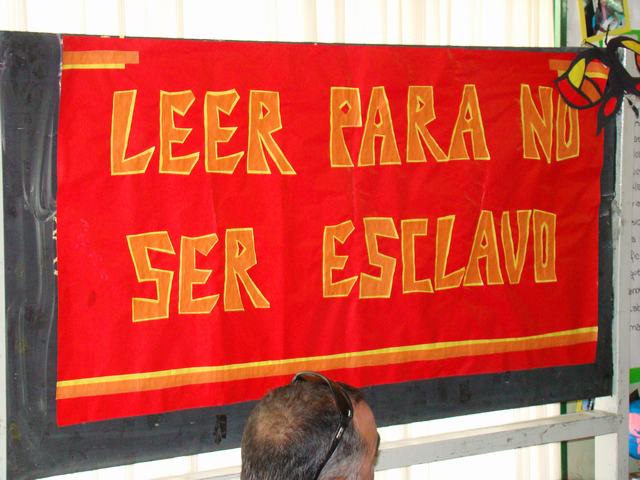 LEER PARA NO
SER ESCLAVO